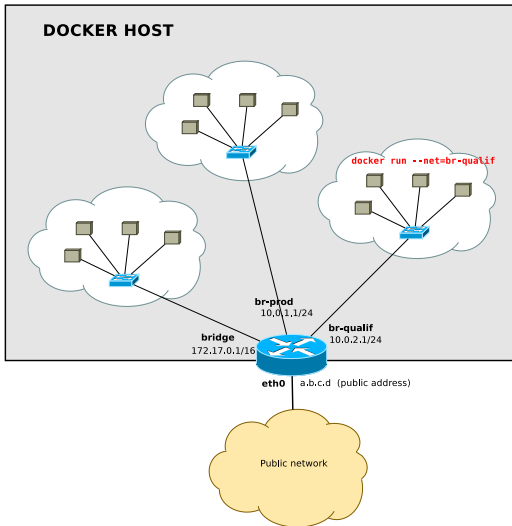 DOCKER HOST
docker run --net=br-qualif
br-prod
10.0.1.1/24
br-qualif
10.0.2.1/24
bridge
172.17.0.1/16
eth0 a.b.c.d (public address)
Public network